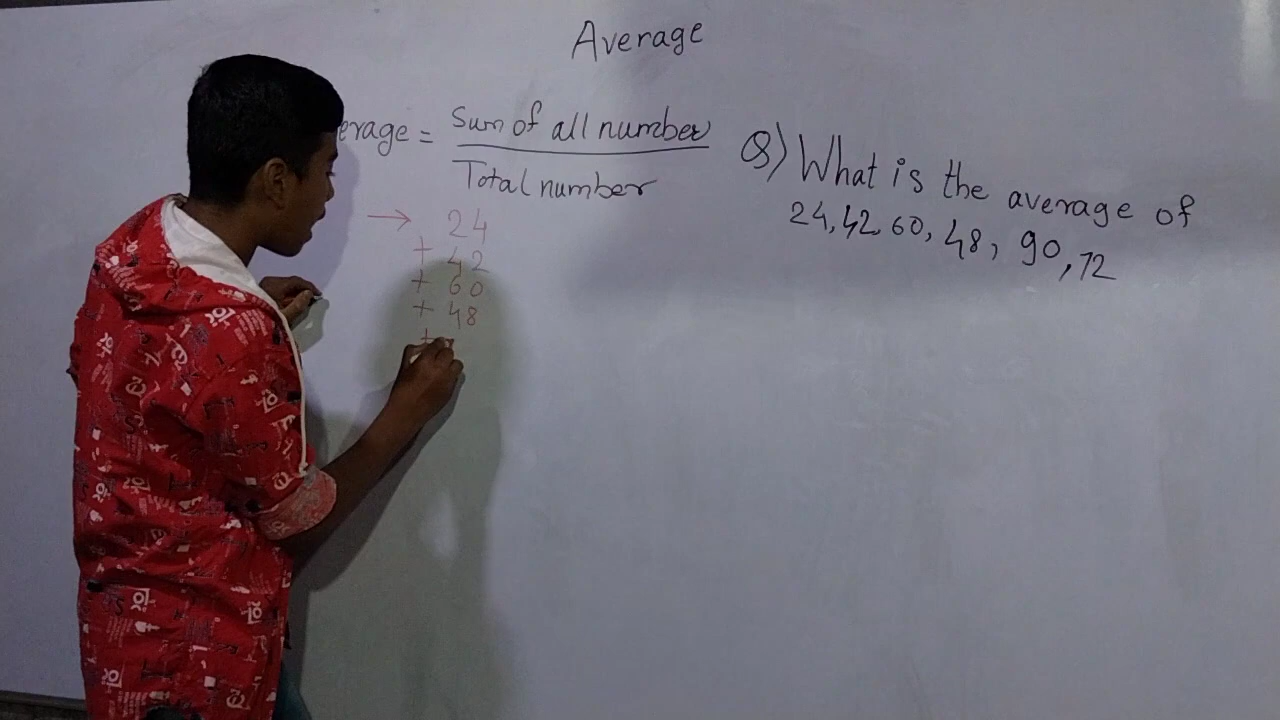 Average
erage = Sum of all number
Total number
→ 24
+ 42
+ 60
+ 48
+
Q) What is the average of
24, 42, 60, 48, 90, 72